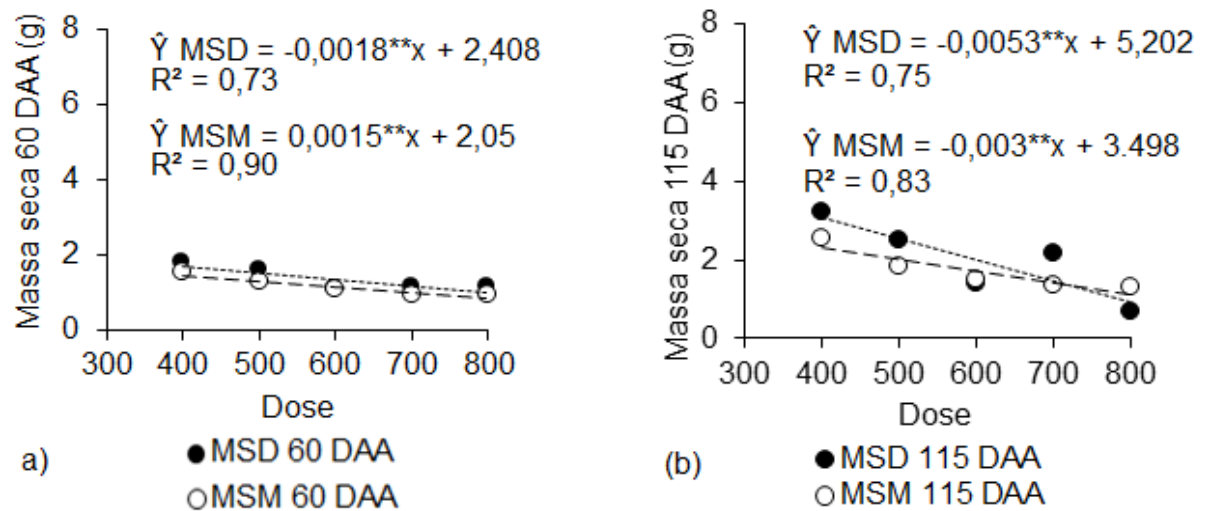 Massa seca 60 DAA (g)
8
6
4
2
0
Ŷ MSD = -0,0018**x + 2,408
R² = 0,73
Ŷ MSM = 0,0015**x + 2,05
R² = 0,90
300 400 500 600 700 800
Dose
a)
MSD 60 DAA
MSM 60 DAA
Massa seca 115 DAA (g)
8
6
4
2
0
Ŷ MSD = -0,0053**x + 5,202
R² = 0,75
Ŷ MSM = -0,003**x + 3.498
R² = 0,83
300 400 500 600 700 800
Dose
(b)
MSD 115 DAA
MSM 115 DAA